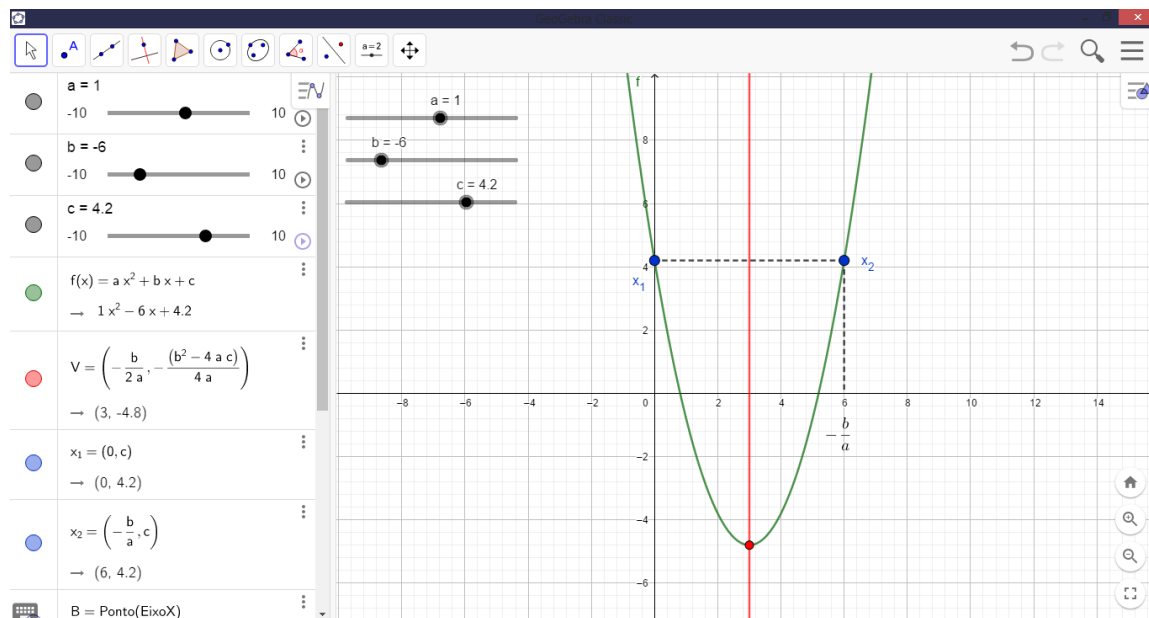 GeoGebra Classic
A
a=2
a = 1
-10
10
b = -6
-10
10
c = 4.2
-10
10
f(x) = a x² + b x + c
→ 1 x² − 6 x + 4.2
V = (−b/2 a, −(b² − 4 a c)/4 a)
→ (3, -4.8)
x₁ = (0, c)
→ (0, 4.2)
x₂ = (−b/a, c)
→ (6, 4.2)
B = Ponto(EixoX)
a = 1
b = -6
c = 4.2
f
8
6
4
2
−2
−4
−6
−8
−6
−4
−2
0
2
4
6
8
10
12
14
x₁
x₂
−b/a